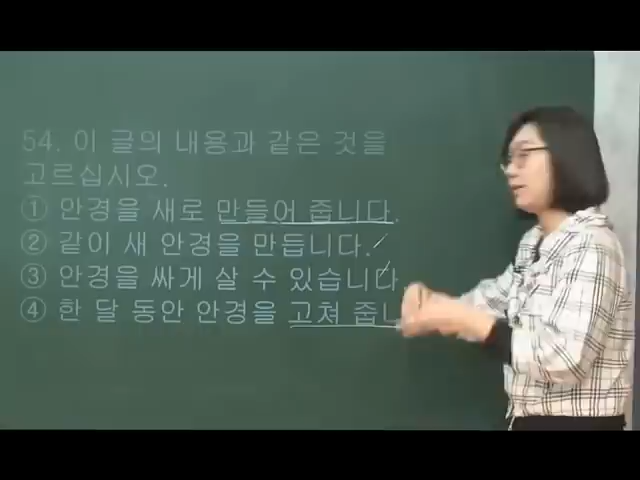 54. 이 글의 내용과 같은 것을
고르십시오.
① 안경을 새로 만들어 줍니다.
② 같이 새 안경을 만듭니다.
③ 안경을 싸게 살 수 있습니다.
④ 한 달 동안 안경을 고쳐 줍니